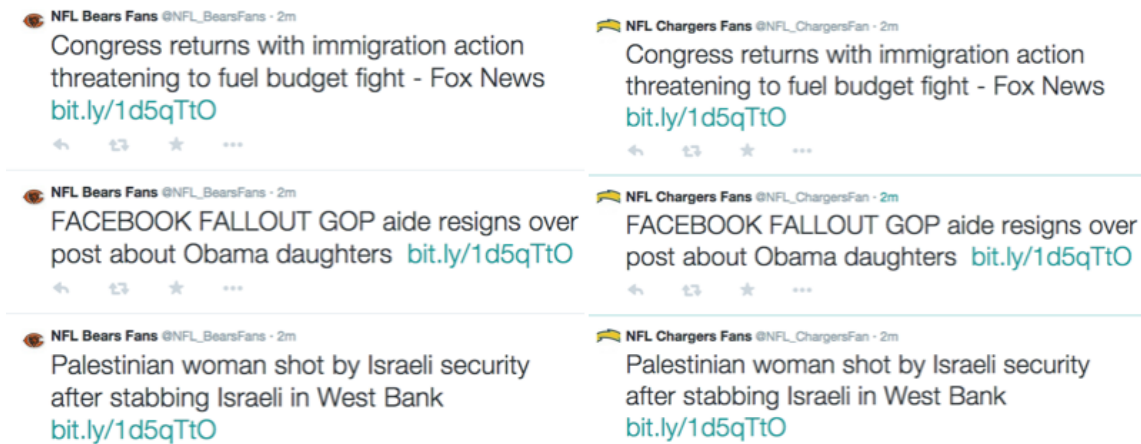 NFL Bears Fans @NFL_BearsFans · 2m
Congress returns with immigration action
threatening to fuel budget fight - Fox News
bit.ly/1d5qTtO
NFL Bears Fans @NFL_BearsFans · 2m
FACEBOOK FALLOUT GOP aide resigns over
post about Obama daughters bit.ly/1d5qTtO
NFL Bears Fans @NFL_BearsFans · 2m
Palestinian woman shot by Israeli security
after stabbing Israeli in West Bank
bit.ly/1d5qTtO
NFL Chargers Fans @NFL_ChargersFan · 2m
Congress returns with immigration action
threatening to fuel budget fight - Fox News
bit.ly/1d5qTtO
NFL Chargers Fans @NFL_ChargersFan · 2m
FACEBOOK FALLOUT GOP aide resigns over
post about Obama daughters bit.ly/1d5qTtO
NFL Chargers Fans @NFL_ChargersFan · 2m
Palestinian woman shot by Israeli security
after stabbing Israeli in West Bank
bit.ly/1d5qTtO